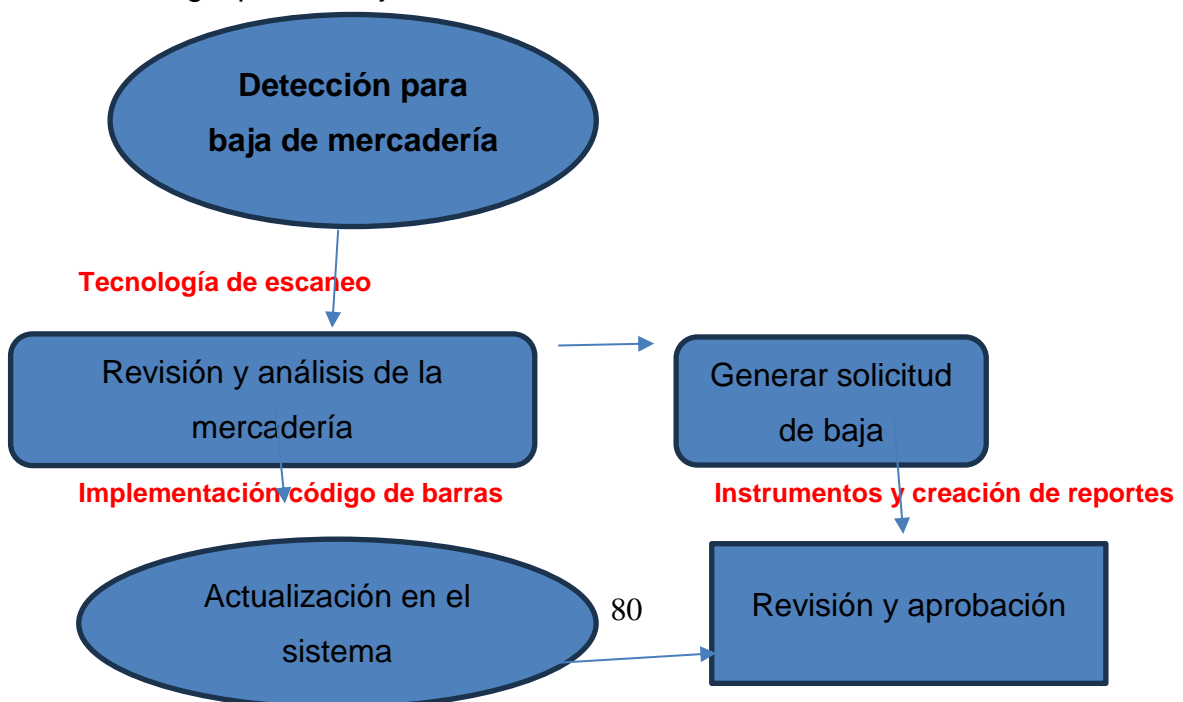 Detección para
baja de mercadería
Tecnología de escaneo
Revisión y análisis de la
mercadería
Generar solicitud
de baja
Implementación código de barras
Instrumentos y creación de reportes
Actualización en el
sistema
80
Revisión y aprobación